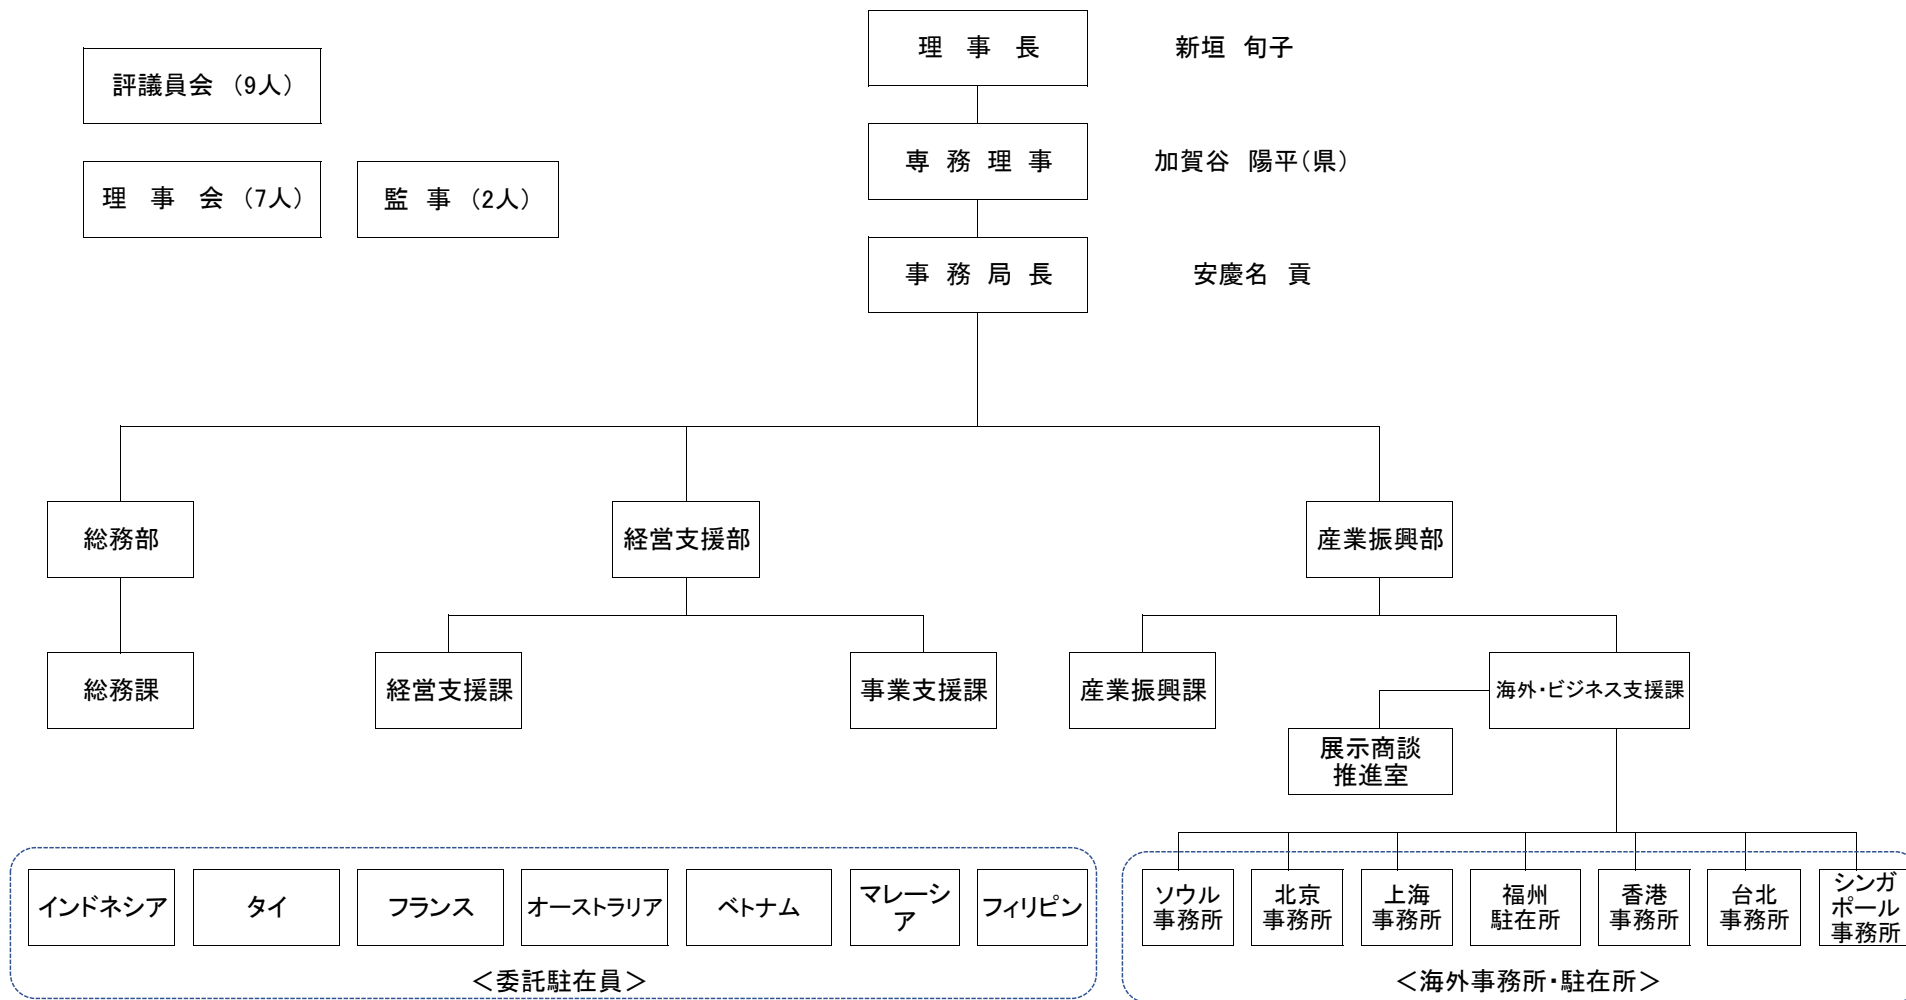 理 事 長
新垣 旬子
評議員会 (9人)
専 務 理 事
加賀谷 陽平(県)
理 事 会 (7人)
監 事 (2人)
事 務 局 長
安慶名 貢
総務部
経営支援部
産業振興部
総務課
経営支援課
事業支援課
産業振興課
海外・ビジネス支援課
展示商談
推進室
インドネシア
タイ
フランス
オーストラリア
ベトナム
マレーシ
ア
フィリピン
<委託駐在員>
ソウル
事務所
北京
事務所
上海
事務所
福州
駐在所
香港
事務所
台北
事務所
シンガ
ポール
事務所
<海外事務所・駐在所>